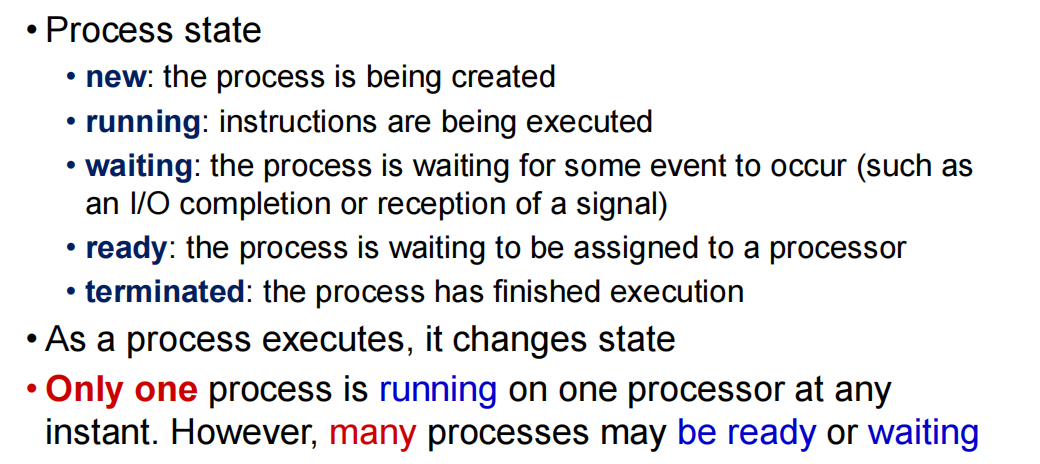 • Process state
• new: the process is being created
• running: instructions are being executed
• waiting: the process is waiting for some event to occur (such as
an I/O completion or reception of a signal)
• ready: the process is waiting to be assigned to a processor
• terminated: the process has finished execution
• As a process executes, it changes state
• Only one process is running on one processor at any
instant. However, many processes may be ready or waiting